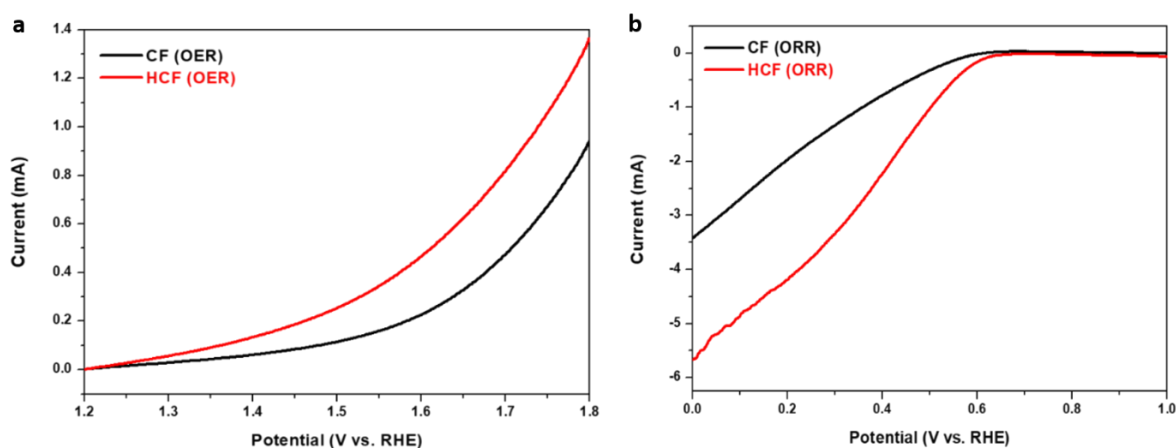 a
CF (OER)
HCF (OER)
Current (mA)
1.4
1.2
1.0
0.8
0.6
0.4
0.2
0.0
1.2 1.3 1.4 1.5 1.6 1.7 1.8
Potential (V vs. RHE)
b
CF (ORR)
HCF (ORR)
Current (mA)
0
-1
-2
-3
-4
-5
-6
0.0 0.2 0.4 0.6 0.8 1.0
Potential (V vs. RHE)